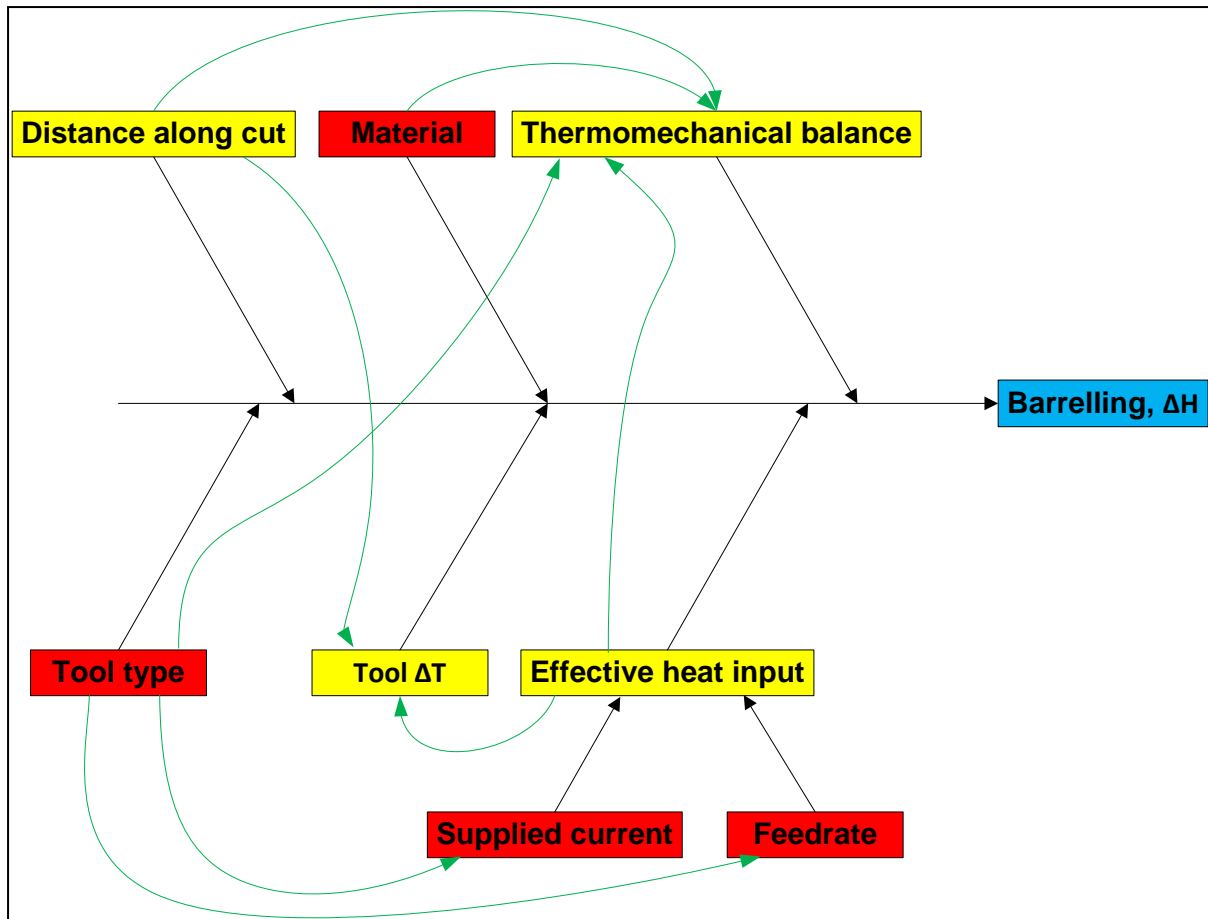 Distance along cut
Material
Thermomechanical balance
Barrelling, ΔH
Tool type
Tool ΔT
Effective heat input
Supplied current
Feedrate